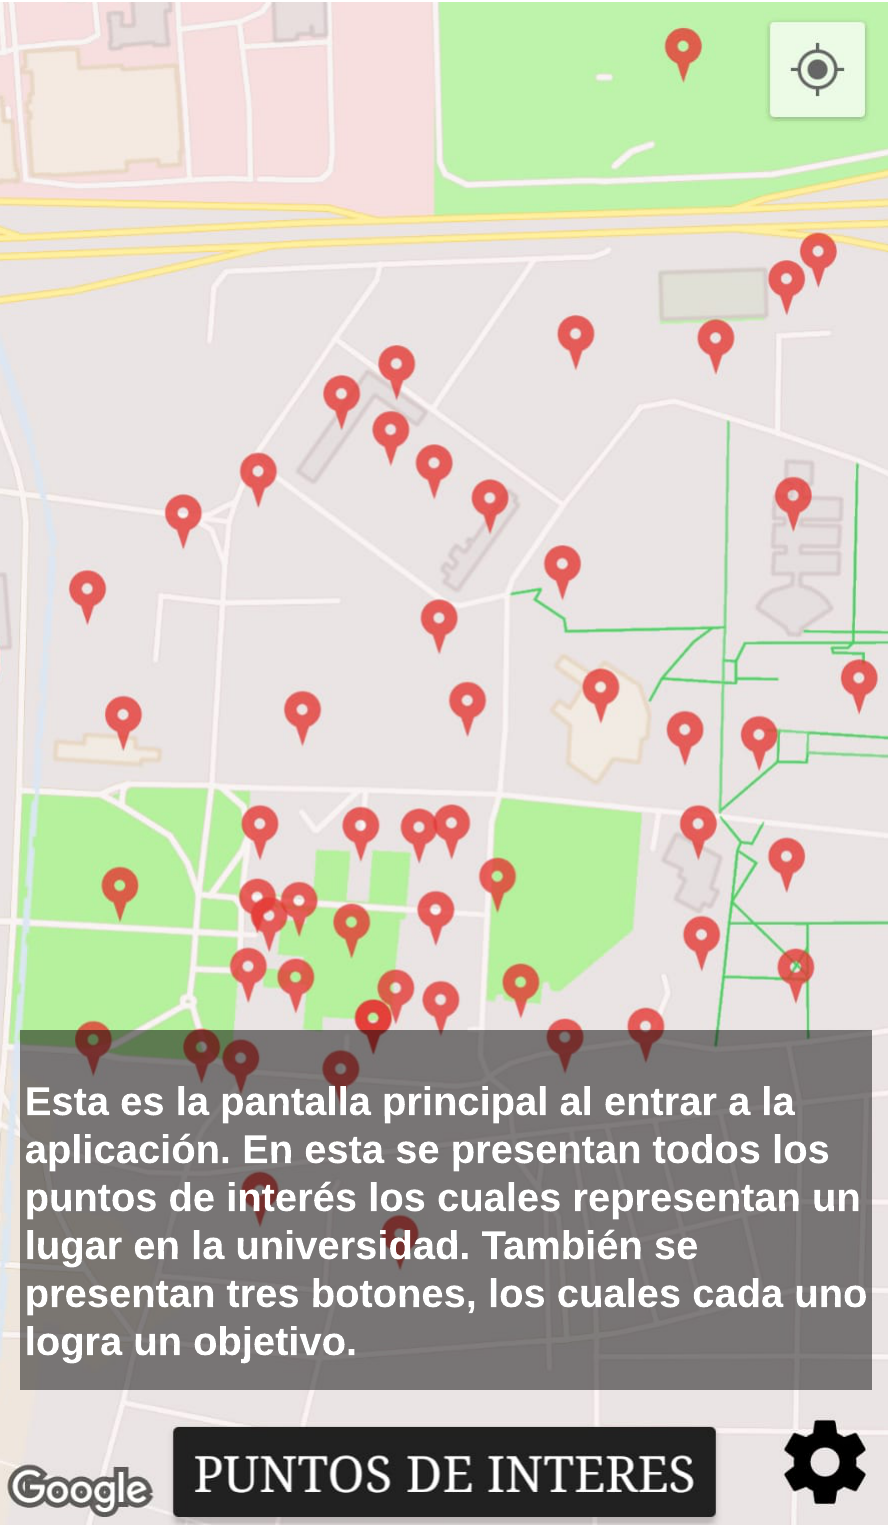 Esta es la pantalla principal al entrar a la
aplicación. En esta se presentan todos los
puntos de interés los cuales representan un
lugar en la universidad. También se
presentan tres botones, los cuales cada uno
logra un objetivo.
PUNTOS DE INTERES
Google